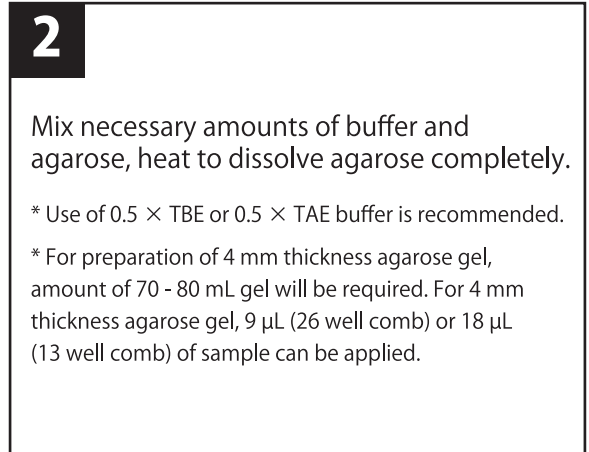 2
Mix necessary amounts of buffer and
agarose, heat to dissolve agarose completely.
* Use of 0.5 × TBE or 0.5 × TAE buffer is recommended.
* For preparation of 4 mm thickness agarose gel,
amount of 70 - 80 mL gel will be required. For 4 mm
thickness agarose gel, 9 μL (26 well comb) or 18 μL
(13 well comb) of sample can be applied.